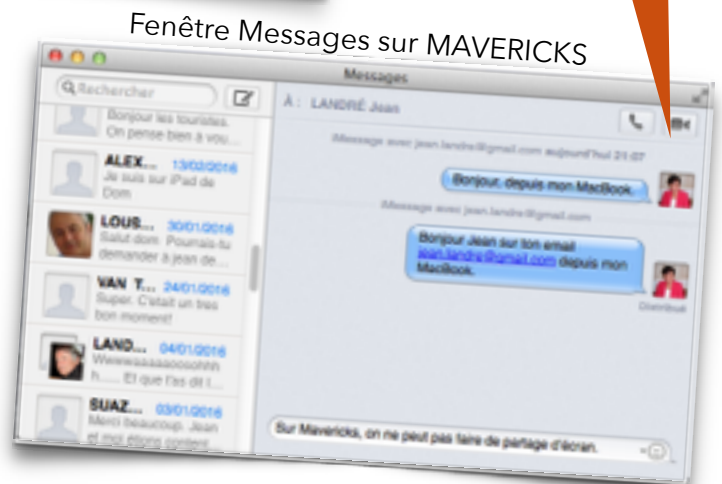 Fenêtre Messages sur MAVERICKS
Messages
Rechercher
À : LANDRÉ Jean
Bonjour les touristes.
On pense bien à vou...
iMessage avec jean.landre@gmail.com aujourd'hui 21:07
ALEX... 13/02/2016
Je suis sur iPad de
Dom
Bonjour, depuis mon MacBook.
iMessage avec jean.landre@gmail.com
LOUS... 30/01/2016
Salut dom Pourrais-tu
demander à jean de...
Bonjour Jean sur ton email
jean.landre@gmail.com depuis mon
MacBook.
Distribué
VAN T... 24/01/2016
Super. C'était un tres
bon moment!
LAND... 04/01/2016
h...... Et que t'as dit l...
SUAZ... 03/01/2016
Merci beaucoup. Jean
et moi étions content...
Sur Mavericks, on ne peut pas faire de partage d'écran.